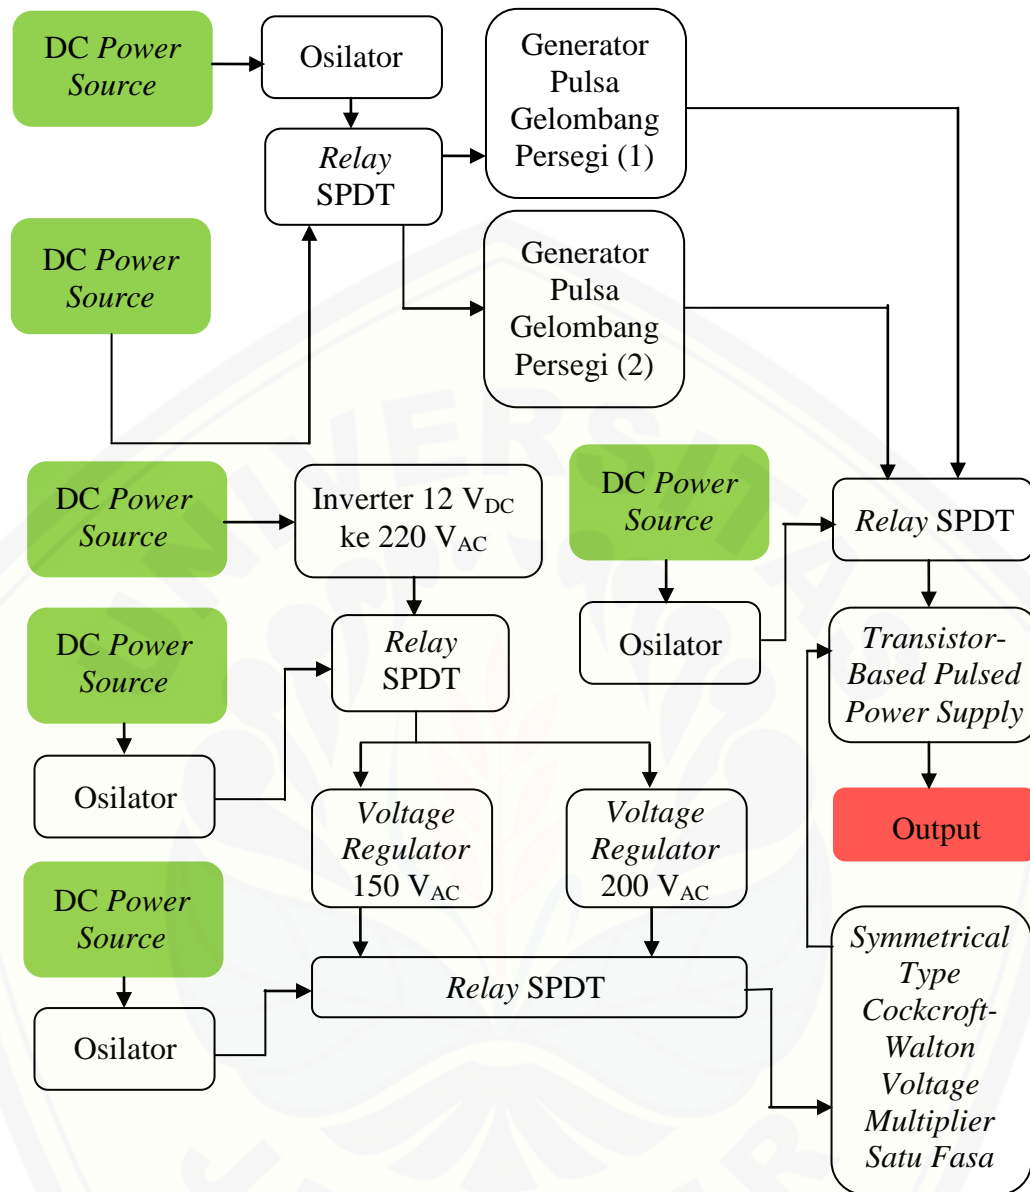 DC Power
Source
Osilator
Generator
Pulsa
Gelombang
Persegi (1)
Relay
SPDT
DC Power
Source
Generator
Pulsa
Gelombang
Persegi (2)
DC Power
Source
Inverter 12 VDC
ke 220 VAC
DC Power
Source
Relay SPDT
DC Power
Source
Relay
SPDT
Osilator
Transistor-
Based Pulsed
Power Supply
Osilator
Voltage
Regulator
150 VAC
Voltage
Regulator
200 VAC
Output
DC Power
Source
Relay SPDT
Osilator
Symmetrical
Type
Cockcroft-
Walton
Voltage
Multiplier
Satu Fasa
UNIVERSITAS